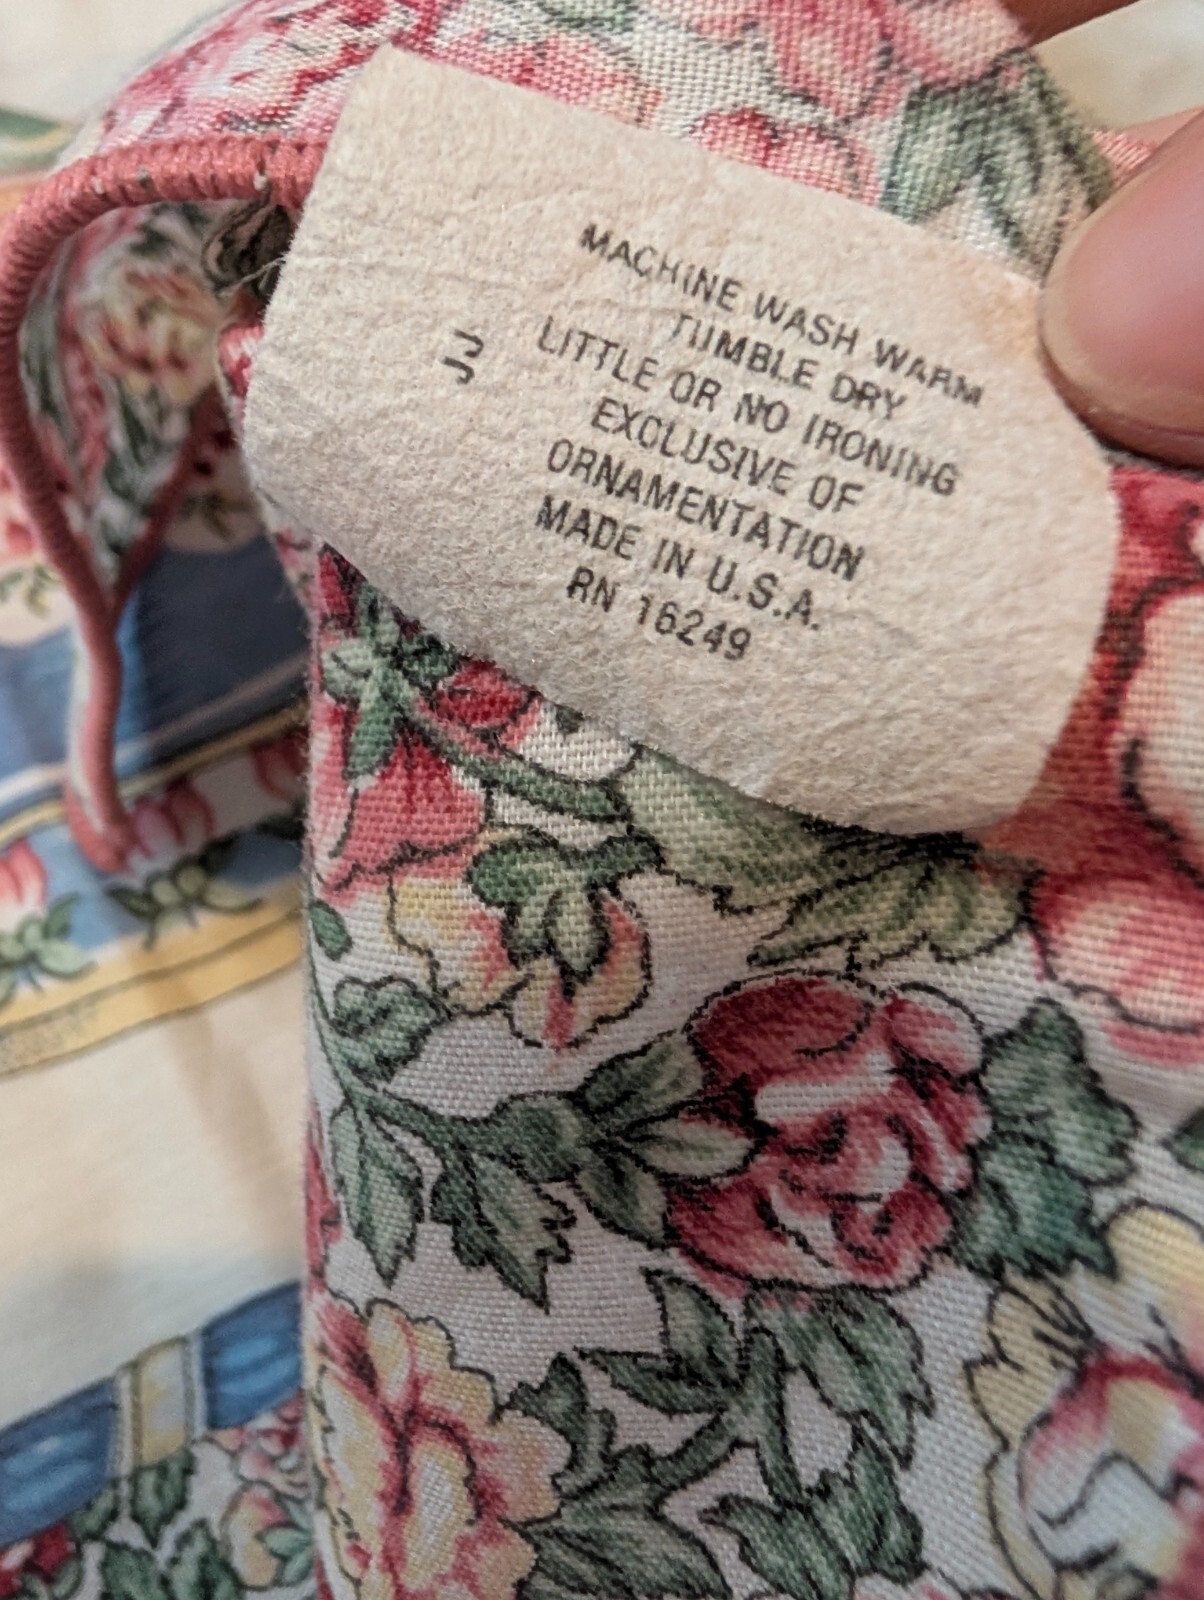 MACHINE WASH WARM
TUMBLE DRY
LITTLE OR NO IRONING
EXCLUSIVE OF
ORNAMENTATION
MADE IN U.S.A.
RN 16249